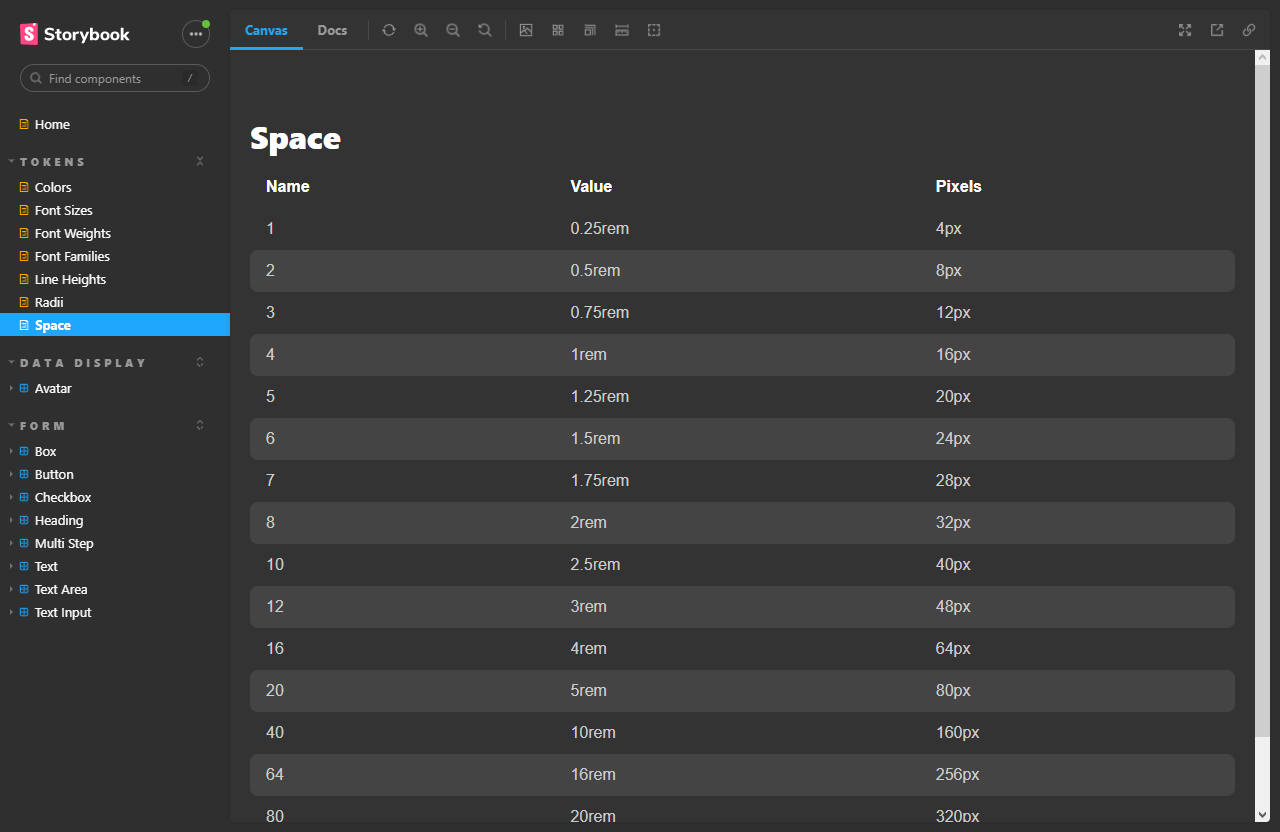 Storybook
Find components /
Home
TOKENS
Colors
Font Sizes
Font Weights
Font Families
Line Heights
Radii
Space
DATA DISPLAY
Avatar
FORM
Box
Button
Checkbox
Heading
Multi Step
Text
Text Area
Text Input
Canvas Docs
Space
Name Value Pixels
1 0.25rem 4px
2 0.5rem 8px
3 0.75rem 12px
4 1rem 16px
5 1.25rem 20px
6 1.5rem 24px
7 1.75rem 28px
8 2rem 32px
10 2.5rem 40px
12 3rem 48px
16 4rem 64px
20 5rem 80px
40 10rem 160px
64 16rem 256px
80 20rem 320px